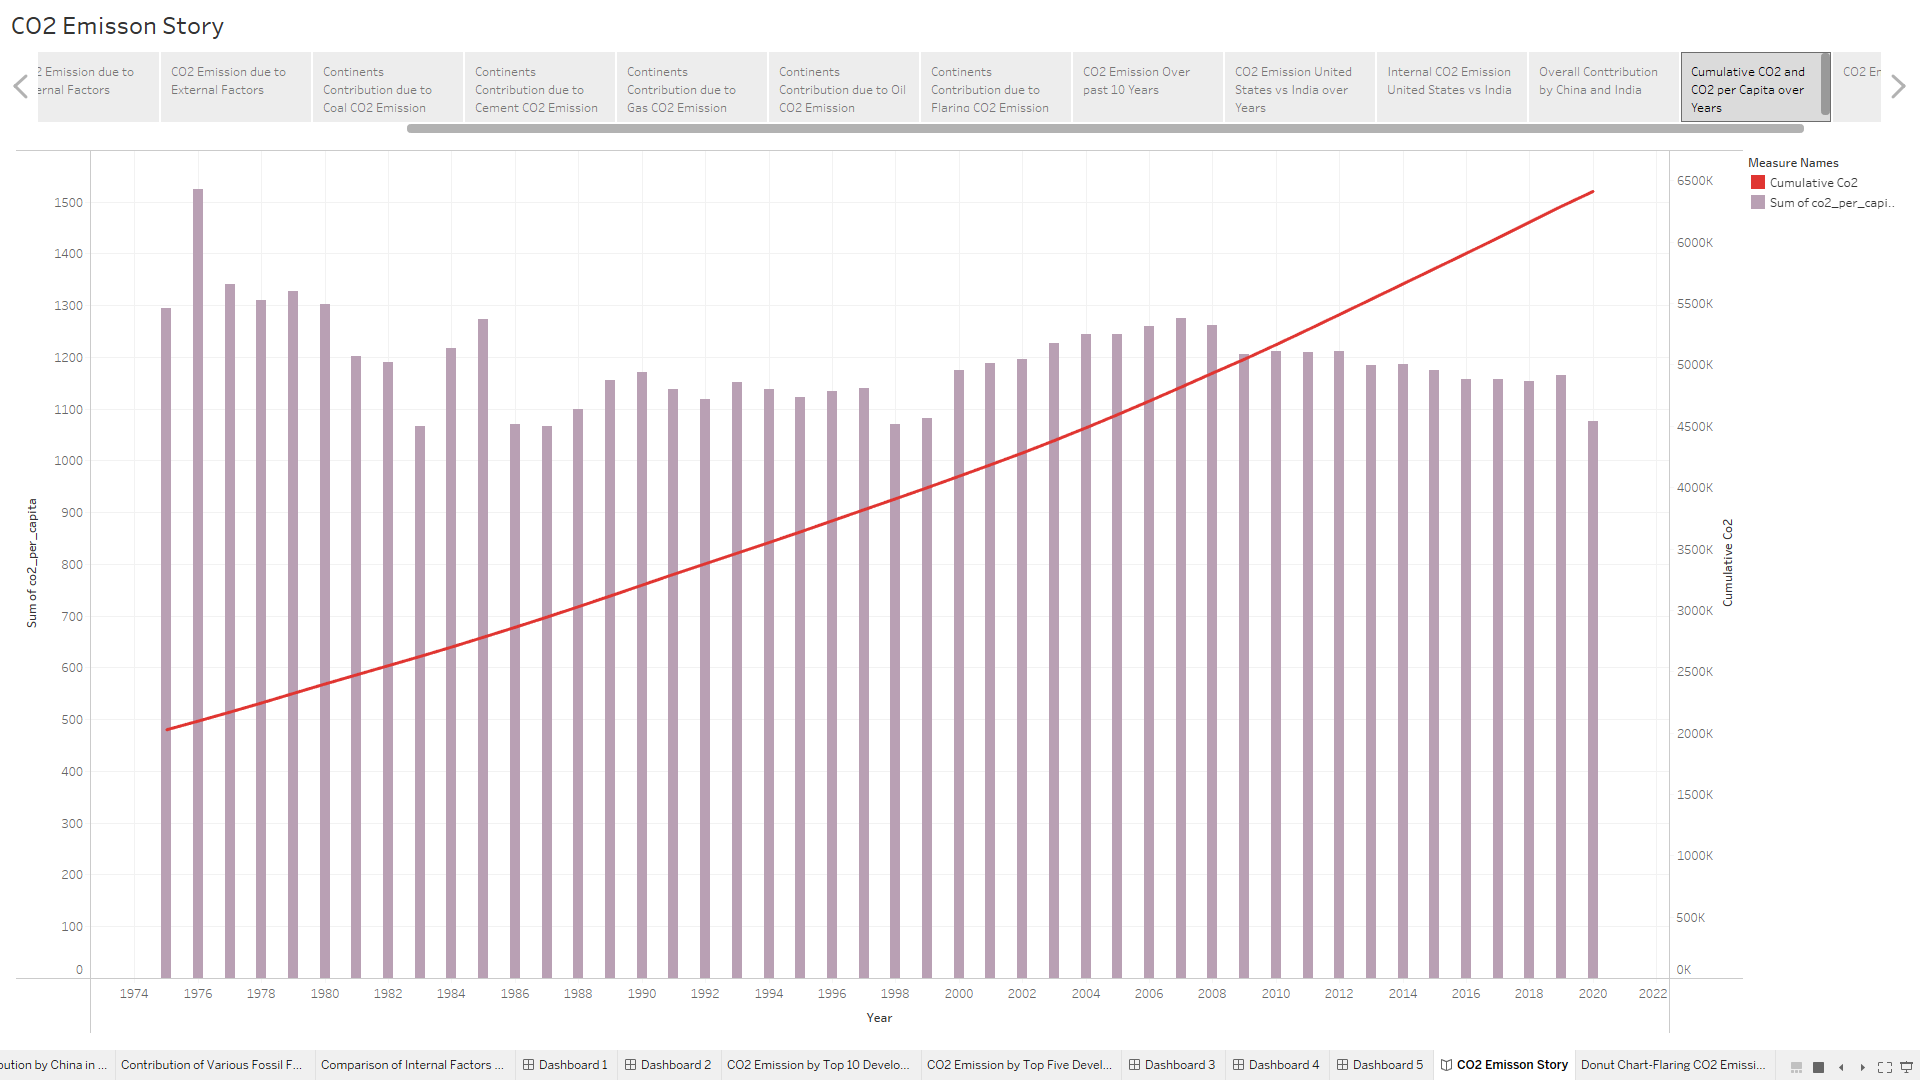 CO2 Emisson Story
2 Emission due to
ernal Factors
CO2 Emission due to
External Factors
Continents
Contribution due to
Coal CO2 Emission
Continents
Contribution due to
Cement CO2 Emission
Continents
Contribution due to
Gas CO2 Emission
Continents
Contribution due to Oil
CO2 Emission
Continents
Contribution due to
Flaring CO2 Emission
CO2 Emission Over
past 10 Years
CO2 Emission United
States vs India over
Years
Internal CO2 Emission
United States vs India
Overall Conttribution
by China and India
Cumulative CO2 and
CO2 per Capita over
Years
CO2 Er
Measure Names
Cumulative Co2
Sum of co2_per_capi..
Sum of co2_per_capita
1500
1400
1300
1200
1100
1000
900
800
700
600
500
400
300
200
100
0
6500K
6000K
5500K
5000K
4500K
4000K
3500K
3000K
2500K
2000K
1500K
1000K
500K
0K
Cumulative Co2
1974 1976 1978 1980 1982 1984 1986 1988 1990 1992 1994 1996 1998 2000 2002 2004 2006 2008 2010 2012 2014 2016 2018 2020 2022
Year
oution by China in ...
Contribution of Various Fossil F...
Comparison of Internal Factors ...
Dashboard 1
Dashboard 2
CO2 Emission by Top 10 Develo...
CO2 Emission by Top Five Devel...
Dashboard 3
Dashboard 4
Dashboard 5
CO2 Emisson Story
Donut Chart-Flaring CO2 Emissi...